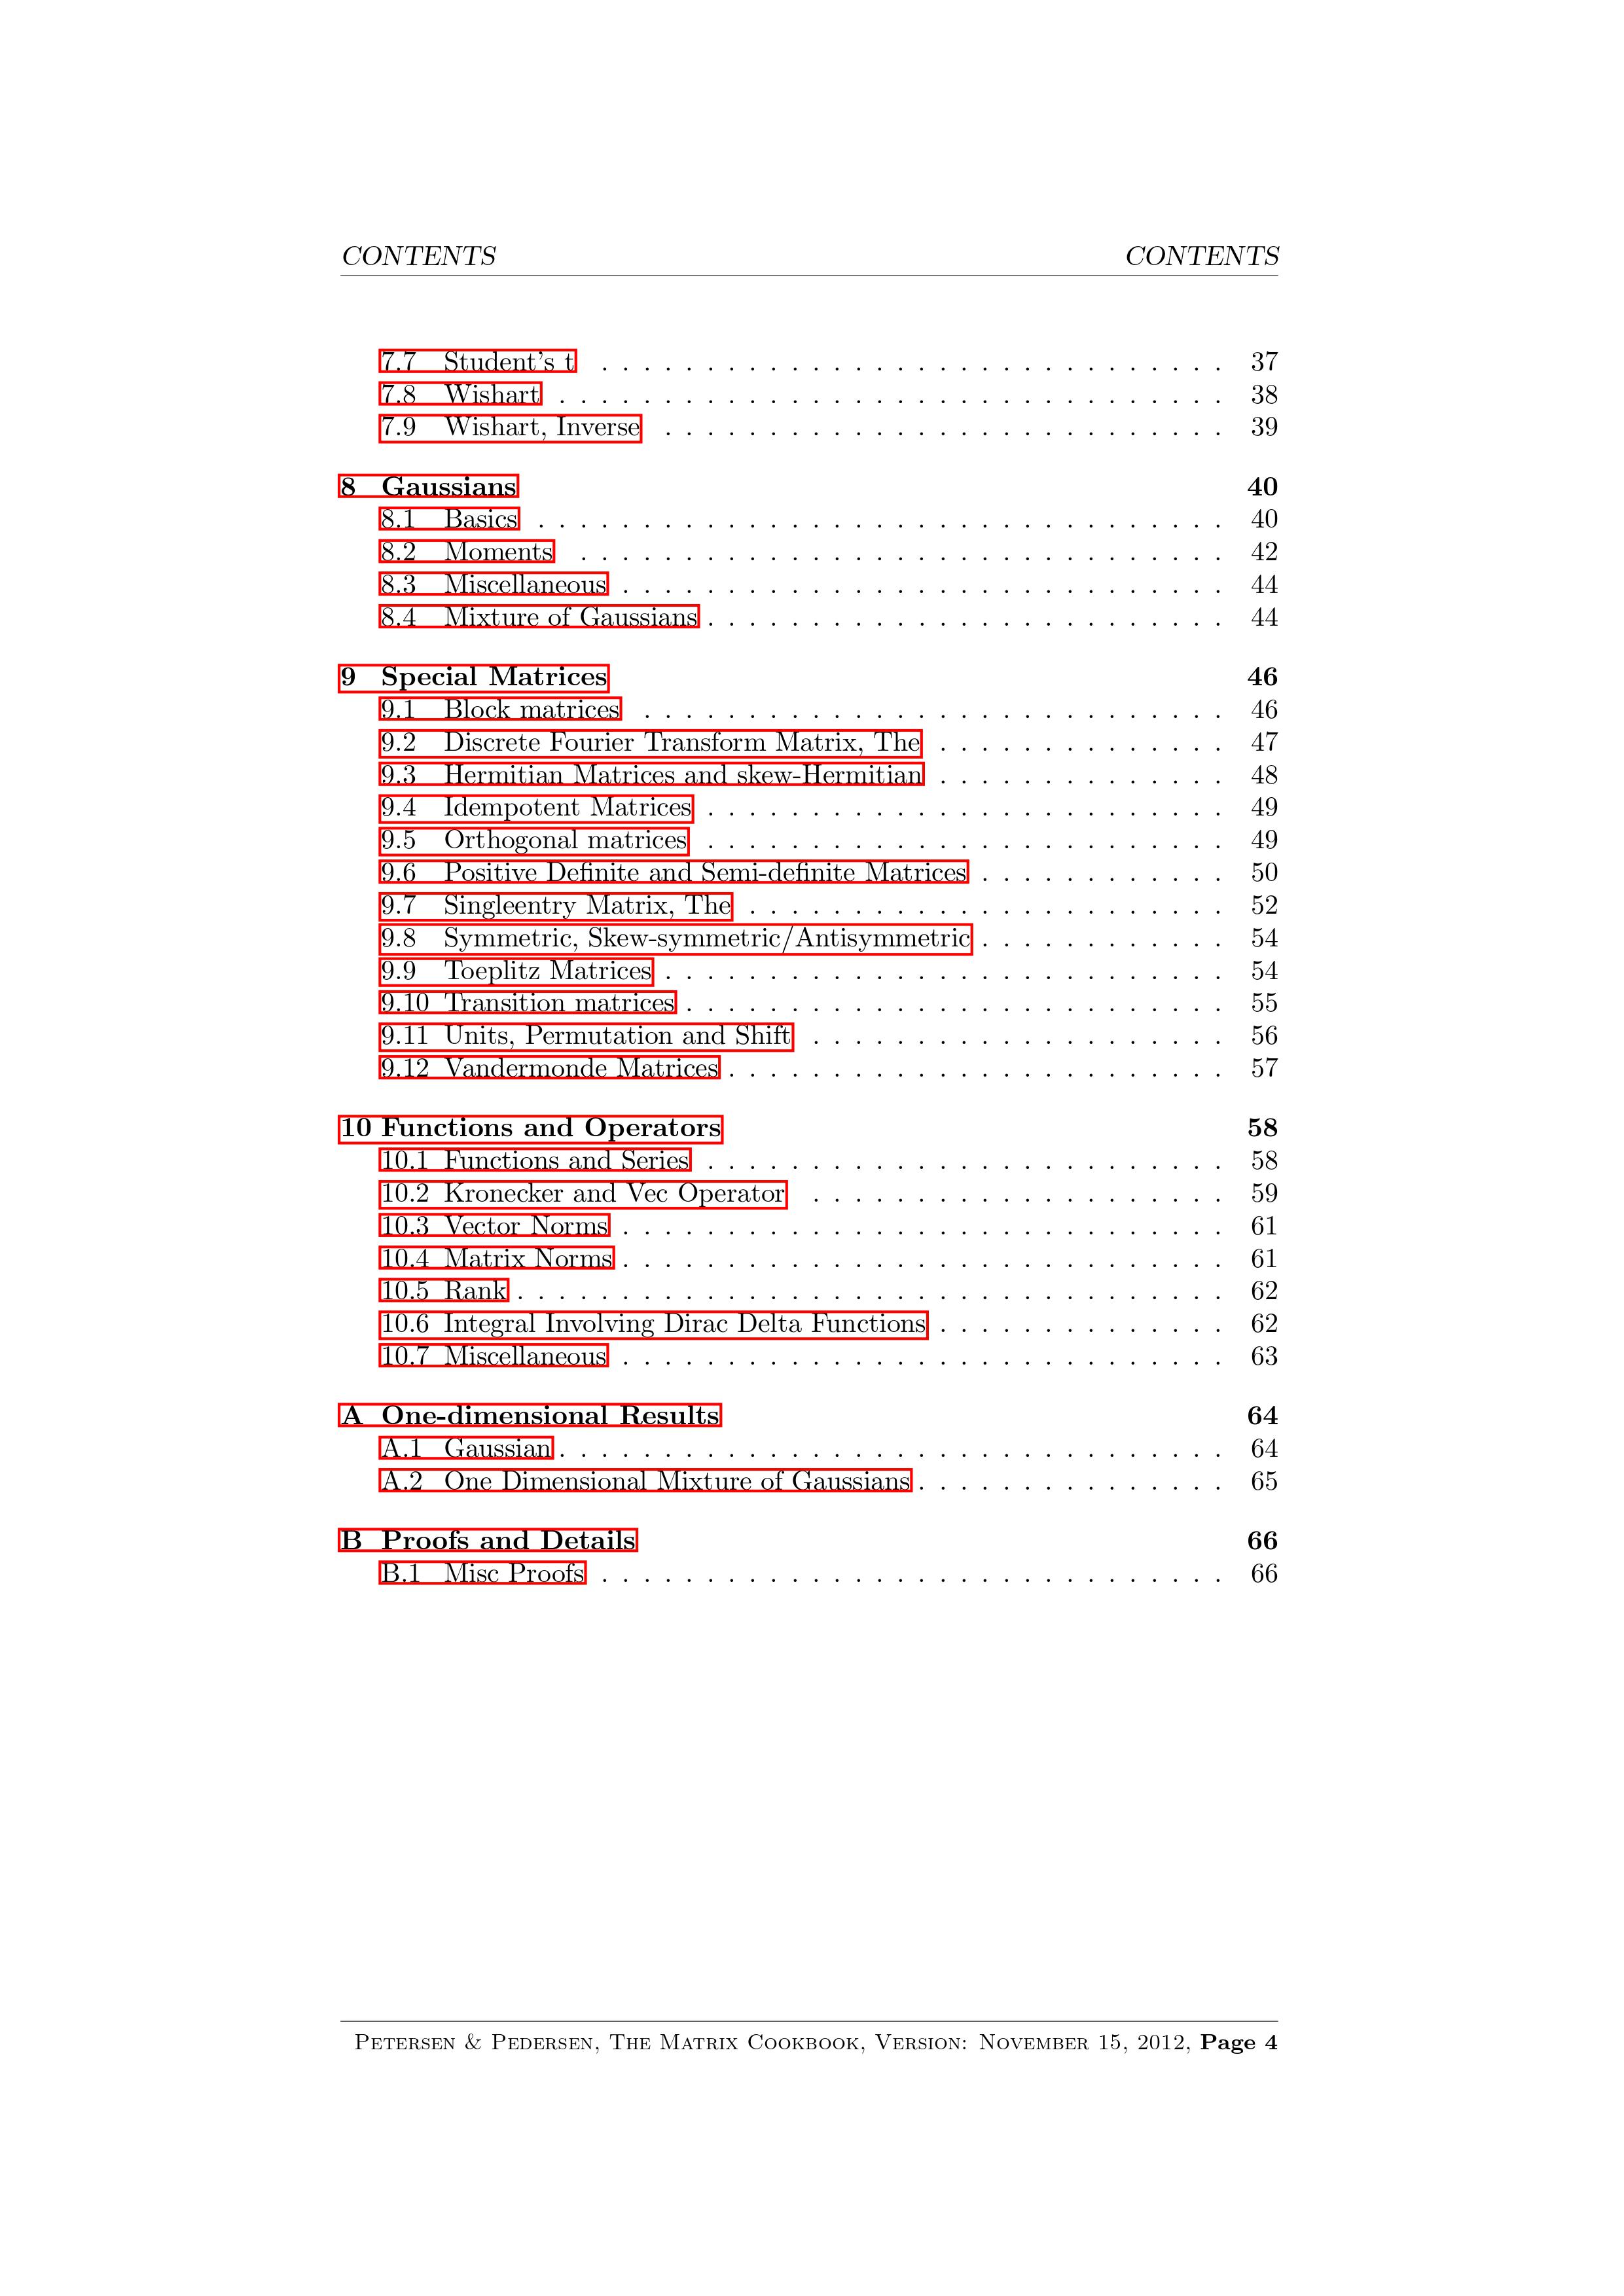 CONTENTS CONTENTS
7.7 Student's t . . . . . . . . . . . . . . . . . . . . . . . . . . . . . . 37
7.8 Wishart . . . . . . . . . . . . . . . . . . . . . . . . . . . . . . . . 38
7.9 Wishart, Inverse . . . . . . . . . . . . . . . . . . . . . . . . . . . 39
8 Gaussians 40
8.1 Basics . . . . . . . . . . . . . . . . . . . . . . . . . . . . . . . . . 40
8.2 Moments . . . . . . . . . . . . . . . . . . . . . . . . . . . . . . . 42
8.3 Miscellaneous . . . . . . . . . . . . . . . . . . . . . . . . . . . . . 44
8.4 Mixture of Gaussians . . . . . . . . . . . . . . . . . . . . . . . . . 44
9 Special Matrices 46
9.1 Block matrices . . . . . . . . . . . . . . . . . . . . . . . . . . . . 46
9.2 Discrete Fourier Transform Matrix, The . . . . . . . . . . . . . . 47
9.3 Hermitian Matrices and skew-Hermitian . . . . . . . . . . . . . . 48
9.4 Idempotent Matrices . . . . . . . . . . . . . . . . . . . . . . . . . 49
9.5 Orthogonal matrices . . . . . . . . . . . . . . . . . . . . . . . . . 49
9.6 Positive Definite and Semi-definite Matrices . . . . . . . . . . . . 50
9.7 Singleentry Matrix, The . . . . . . . . . . . . . . . . . . . . . . . 52
9.8 Symmetric, Skew-symmetric/Antisymmetric . . . . . . . . . . . . 54
9.9 Toeplitz Matrices . . . . . . . . . . . . . . . . . . . . . . . . . . . 54
9.10 Transition matrices . . . . . . . . . . . . . . . . . . . . . . . . . . 55
9.11 Units, Permutation and Shift . . . . . . . . . . . . . . . . . . . . 56
9.12 Vandermonde Matrices . . . . . . . . . . . . . . . . . . . . . . . . 57
10 Functions and Operators 58
10.1 Functions and Series . . . . . . . . . . . . . . . . . . . . . . . . . 58
10.2 Kronecker and Vec Operator . . . . . . . . . . . . . . . . . . . . 59
10.3 Vector Norms . . . . . . . . . . . . . . . . . . . . . . . . . . . . . 61
10.4 Matrix Norms . . . . . . . . . . . . . . . . . . . . . . . . . . . . . 61
10.5 Rank . . . . . . . . . . . . . . . . . . . . . . . . . . . . . . . . . . 62
10.6 Integral Involving Dirac Delta Functions . . . . . . . . . . . . . . 62
10.7 Miscellaneous . . . . . . . . . . . . . . . . . . . . . . . . . . . . . 63
A One-dimensional Results 64
A.1 Gaussian . . . . . . . . . . . . . . . . . . . . . . . . . . . . . . . . 64
A.2 One Dimensional Mixture of Gaussians . . . . . . . . . . . . . . . 65
B Proofs and Details 66
B.1 Misc Proofs . . . . . . . . . . . . . . . . . . . . . . . . . . . . . . 66
Petersen & Pedersen, The Matrix Cookbook, Version: November 15, 2012, Page 4